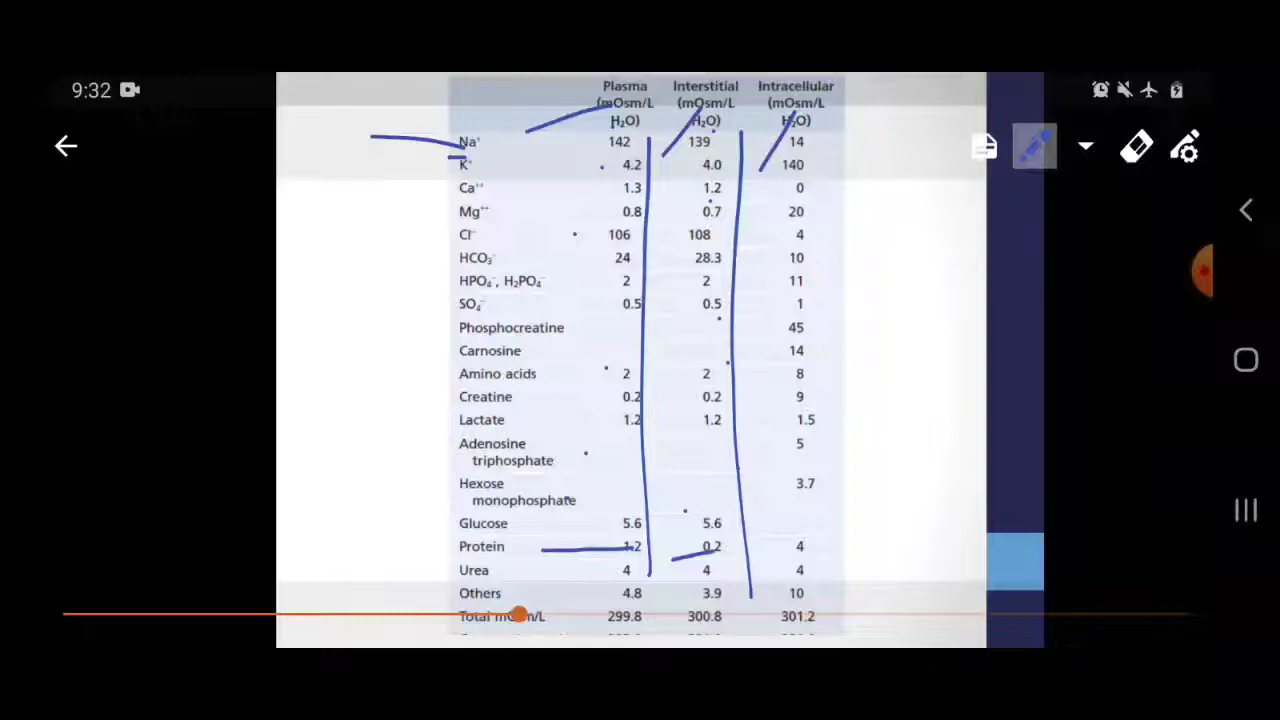 9:32
Plasma Interstitial Intracellular
(mOsm/L (mOsm/L (mOsm/L
H₂O) H₂O) H₂O)
Na⁺ 142 139 14
K⁺ 4.2 4.0 140
Ca⁺⁺ 1.3 1.2 0
Mg⁺⁺ 0.8 0.7 20
Cl⁻ 106 108 4
HCO₃⁻ 24 28.3 10
HPO₄⁻, H₂PO₄⁻ 2 2 11
SO₄⁻ 0.5 0.5 1
Phosphocreatine 45
Carnosine 14
Amino acids 2 2 8
Creatine 0.2 0.2 9
Lactate 1.2 1.2 1.5
Adenosine 5
triphosphate
Hexose 3.7
monophosphate
Glucose 5.6 5.6
Protein 1.2 0.2 4
Urea 4 4 4
Others 4.8 3.9 10
Total mOsm/L 299.8 300.8 301.2